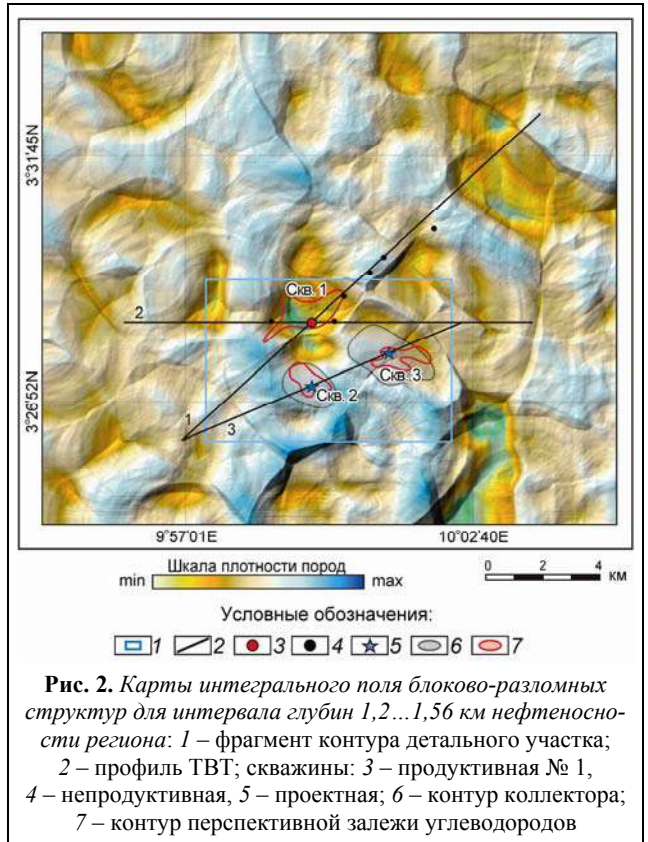 3°31'45N
2
Скв. 1
Скв. 3
Скв. 2
3°26'52N
1
3
9°57'01E
10°02'40E
Шкала плотности пород
min
max
0 2 4
км
Условные обозначения:
1 2 3 4 5 6 7
Рис. 2. Карты интегрального поля блоково-разломных
структур для интервала глубин 1,2…1,56 км нефтеносно-
сти региона: 1 – фрагмент контура детального участка;
2 – профиль ТВТ; скважины: 3 – продуктивная № 1,
4 – непродуктивная, 5 – проектная; 6 – контур коллектора;
7 – контур перспективной залежи углеводородов